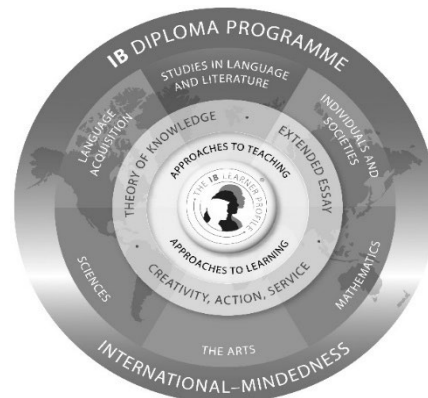 IB DIPLOMA PROGRAMME
STUDIES IN LANGUAGE
AND LITERATURE
LANGUAGE
ACQUISITION
INDIVIDUALS AND
SOCIETIES
THEORY OF KNOWLEDGE
EXTENDED ESSAY
APPROACHES TO TEACHING
THE IB LEARNER PROFILE
APPROACHES TO LEARNING
CREATIVITY, ACTION, SERVICE
SCIENCES
MATHEMATICS
THE ARTS
INTERNATIONAL–MINDEDNESS